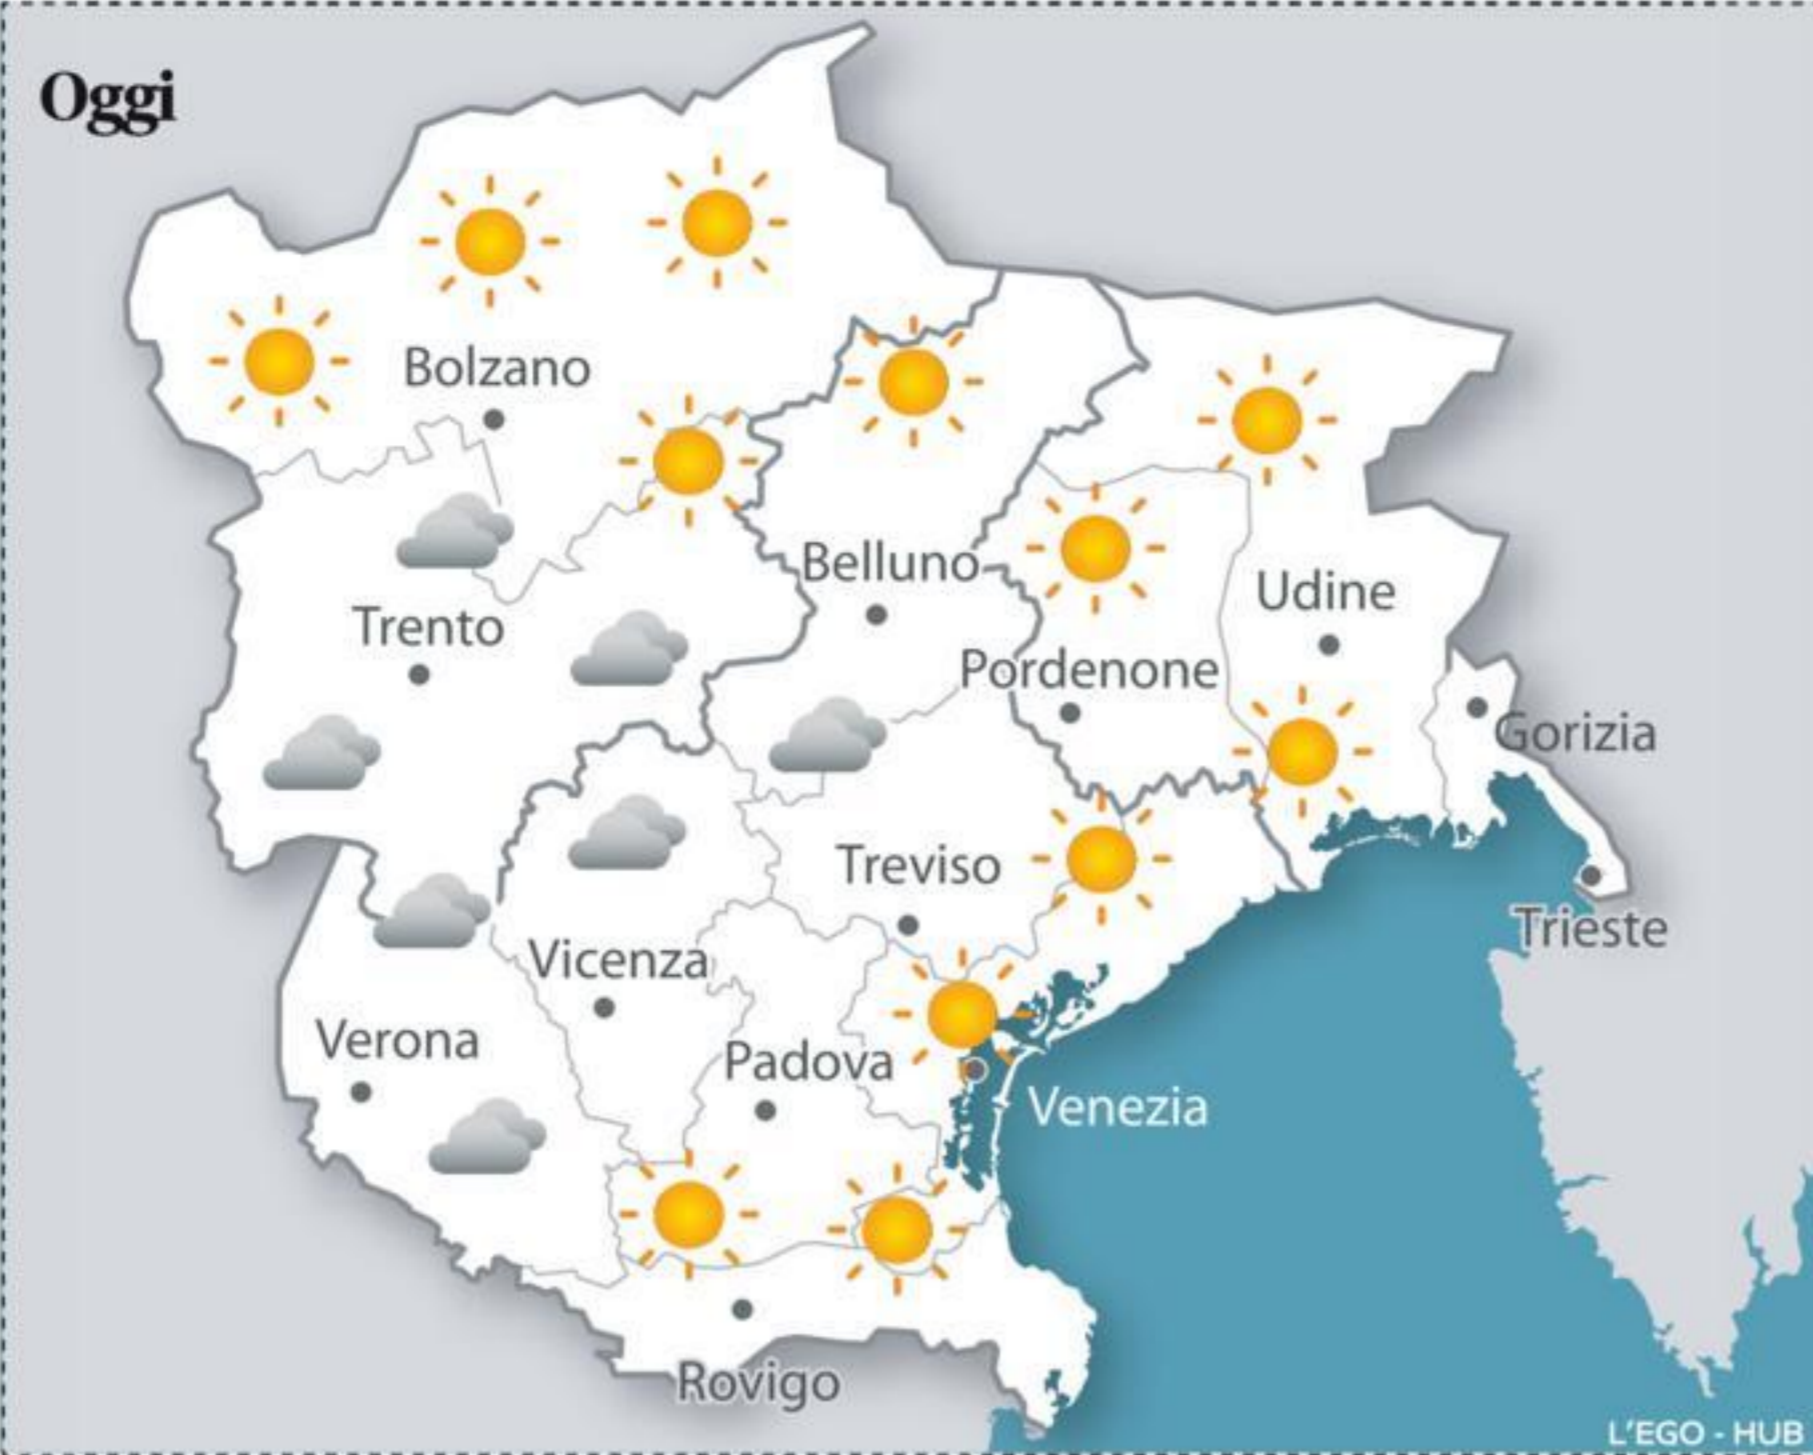 Oggi
Bolzano
Belluno
Udine
Trento
Pordenone
Gorizia
Treviso
Trieste
Vicenza
Verona
Padova
Venezia
Rovigo
L'EGO - HUB